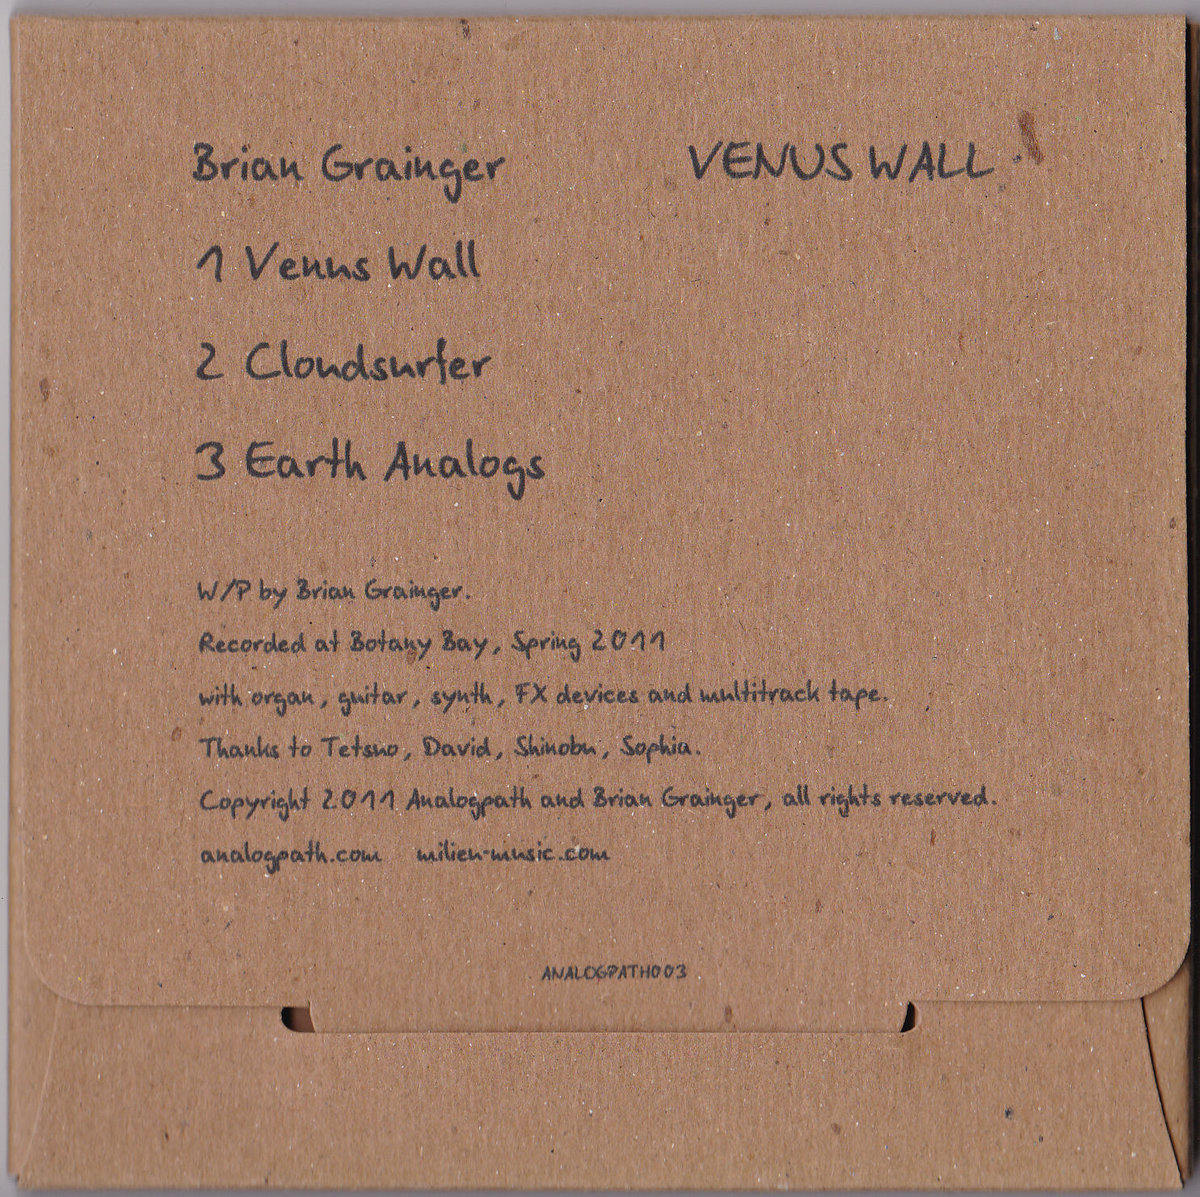 Brian Grainger VENUS WALL
1 Venus Wall
2 Cloudsurfer
3 Earth Analogs
W/P by Brian Grainger.
Recorded at Botany Bay, Spring 2011
with organ, guitar, synth, FX devices and multitrack tape.
Thanks to Tetsuo, David, Shinobu, Sophia.
Copyright 2011 Analogpath and Brian Grainger, all rights reserved.
analogpath.com milieu-music.com
ANALOGPATH003